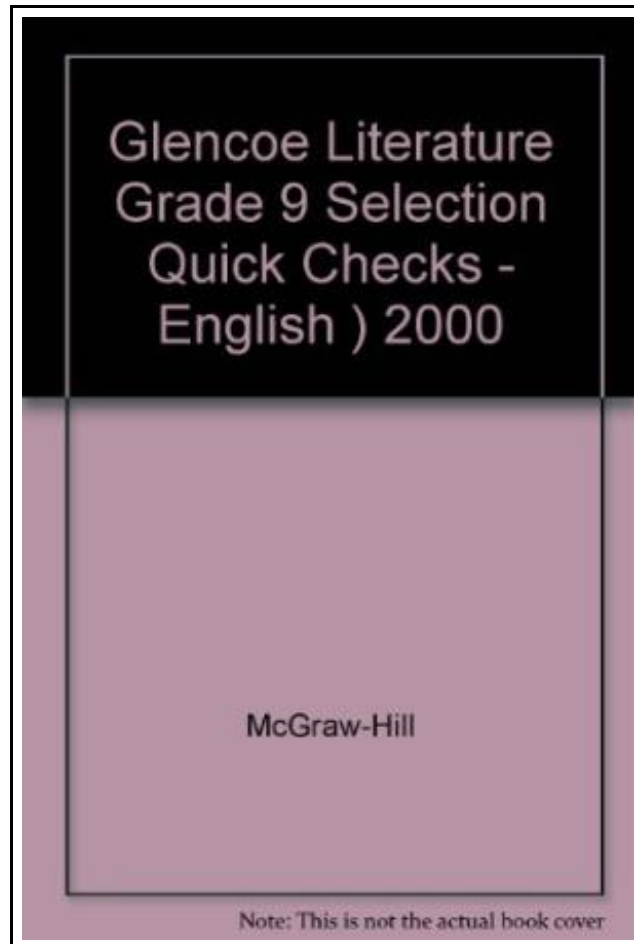 Glencoe Literature
Grade 9 Selection
Quick Checks -
English ) 2000
McGraw-Hill
Note: This is not the actual book cover